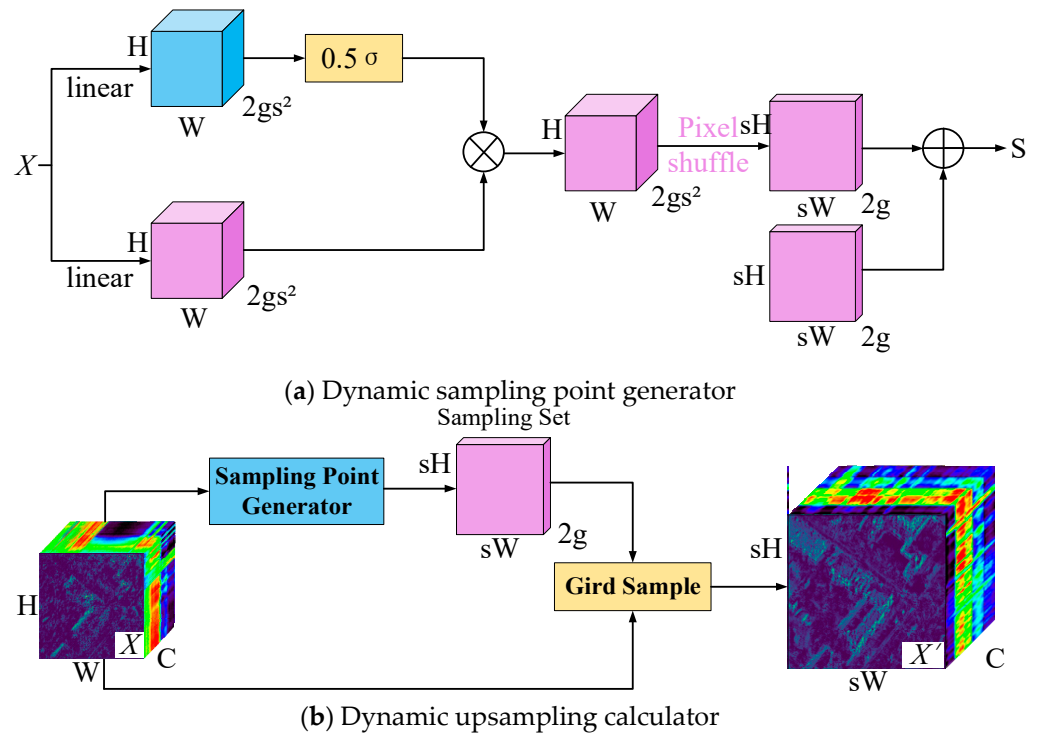 H
linear
W
2gs²
0.5 σ
X
H
linear
W
2gs²
H
W
2gs²
Pixel
shuffle
sH
sW
2g
S
sH
sW
2g
(a) Dynamic sampling point generator
Sampling Set
Sampling Point
Generator
sH
sW
2g
H
X
W
C
Gird Sample
sH
X′
sW
C
(b) Dynamic upsampling calculator